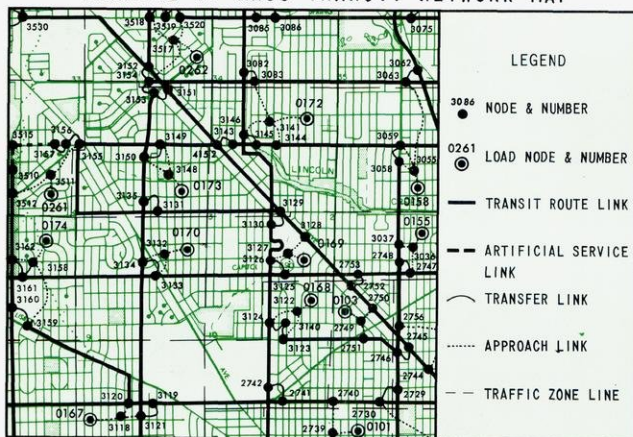 3530 3518 3519 3520 3085 3086 3075
3517
3152 0262 3082 3062
3154 3083 3063
3153 3151
0172
3146 3141
3515 3156 3149 3143 3145 3144 3059
3157 3155 3150 4152 3058 3055
3510 3511 3148 LINCOLN
3512 0261 0173 0158
3135 3131 3129
0174 3130 3128 0155
3162 3132 0170 3127 0169 3037
3158 3134 3126 CAPITOL 2753 2748 3036
3161 3133 3125 2752 2747
3160 0168 0103 2750
3122
3159 3124 3140 2749 2756
3123 2751 2745
2746
2742 2744
3120 3119 2741 2740 2729
0167 2730
3118 3121 2739 0101
LEGEND
3086 NODE & NUMBER
0261 LOAD NODE & NUMBER
TRANSIT ROUTE LINK
ARTIFICIAL SERVICE
LINK
TRANSFER LINK
APPROACH LINK
TRAFFIC ZONE LINE